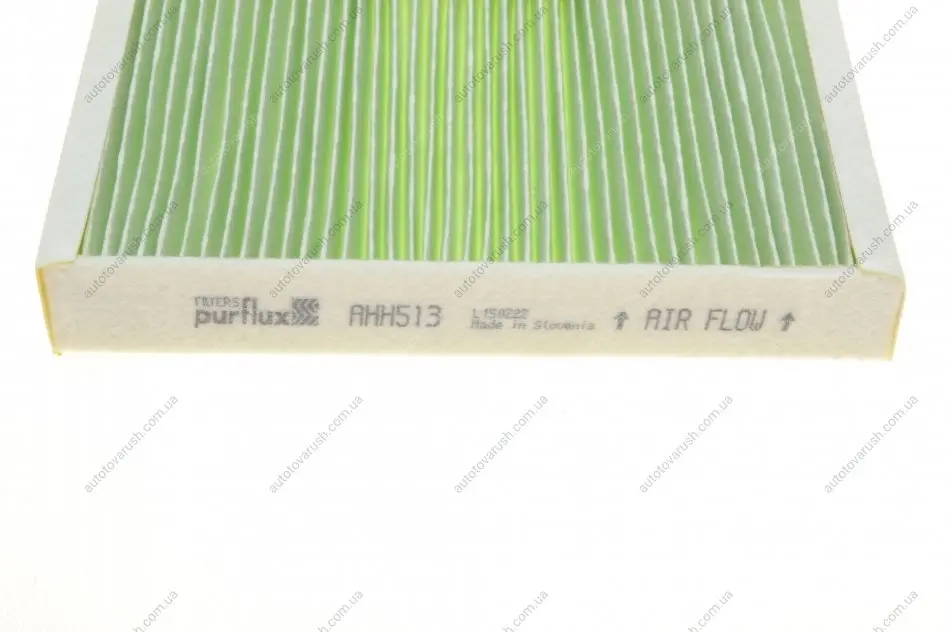 FILTERS
purflux
AHH513
L150222
Made in Slovenia
↑ AIR FLOW ↑
autotovarush.com.ua